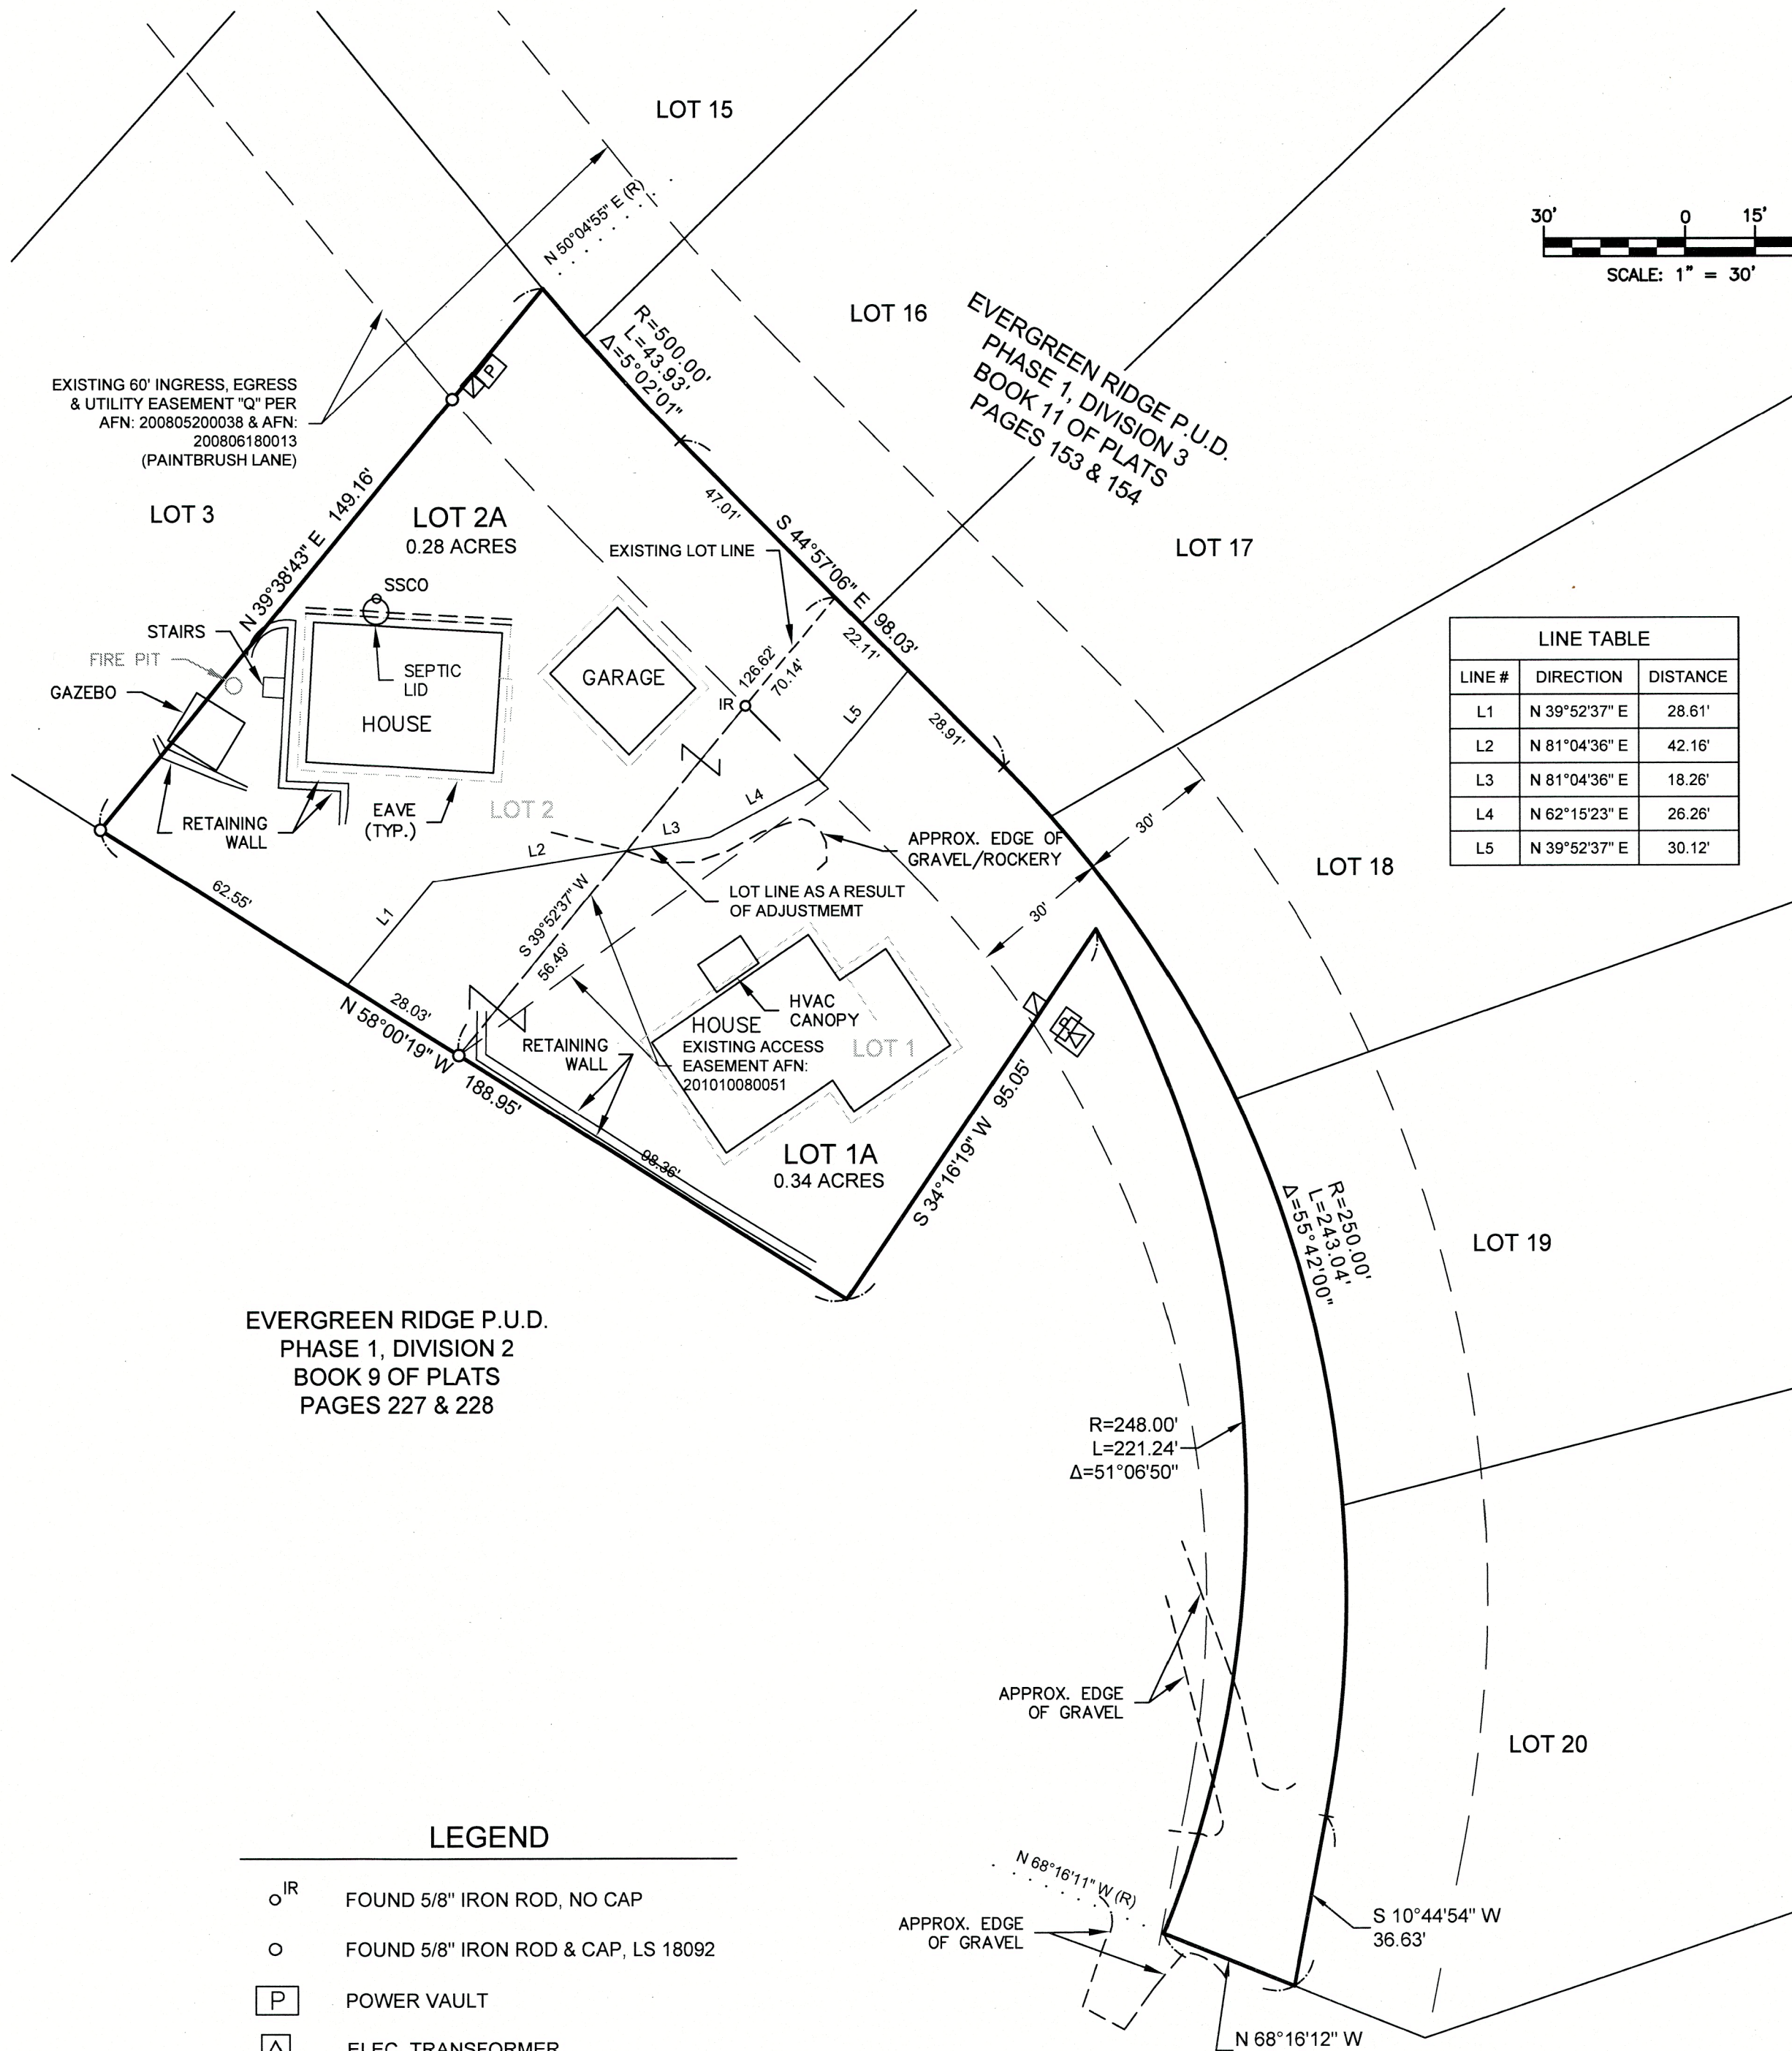 LOT 15
N 50°04'55" E (R)
30'
0
15'
SCALE: 1" = 30'
LOT 16
EVERGREEN RIDGE P.U.D.
PHASE 1, DIVISION 3
BOOK 11 OF PLATS
PAGES 153 & 154
R=500.00'
L=43.93'
Δ=5°02'01"
P
EXISTING 60' INGRESS, EGRESS
& UTILITY EASEMENT "Q" PER
AFN: 200805200038 & AFN:
200806180013
(PAINTBRUSH LANE)
LOT 3
N 39°38'43" E 149.16'
LOT 2A
0.28 ACRES
47.01'
S 44°57'06" E 98.03'
EXISTING LOT LINE
LOT 17
SSCO
STAIRS
FIRE PIT
GAZEBO
SEPTIC
LID
HOUSE
GARAGE
126.62'
70.14'
22.11'
IR
L5
28.91'
LINE TABLE
LINE # DIRECTION DISTANCE
L1 N 39°52'37" E 28.61'
L2 N 81°04'36" E 42.16'
L3 N 81°04'36" E 18.26'
L4 N 62°15'23" E 26.26'
L5 N 39°52'37" E 30.12'
RETAINING
WALL
EAVE
(TYP.)
LOT 2
L4
L3
L2
APPROX. EDGE OF
GRAVEL/ROCKERY
30'
LOT 18
62.55'
L1
S 39°52'37" W
LOT LINE AS A RESULT
OF ADJUSTMEMT
30'
56.49'
28.03'
N 58°00'19" W 188.95'
HVAC
CANOPY
HOUSE
RETAINING
WALL
EXISTING ACCESS
EASEMENT AFN:
201010080051
LOT 1
P
98.36'
LOT 1A
0.34 ACRES
S 34°16'19" W 95.05'
R=250.00'
L=243.04'
Δ=55°42'00"
LOT 19
EVERGREEN RIDGE P.U.D.
PHASE 1, DIVISION 2
BOOK 9 OF PLATS
PAGES 227 & 228
R=248.00'
L=221.24'
Δ=51°06'50"
APPROX. EDGE
OF GRAVEL
LOT 20
LEGEND
IR FOUND 5/8" IRON ROD, NO CAP
FOUND 5/8" IRON ROD & CAP, LS 18092
P POWER VAULT
ELEC. TRANSFORMER
N 68°16'11" W (R)
APPROX. EDGE
OF GRAVEL
S 10°44'54" W
36.63'
N 68°16'12" W